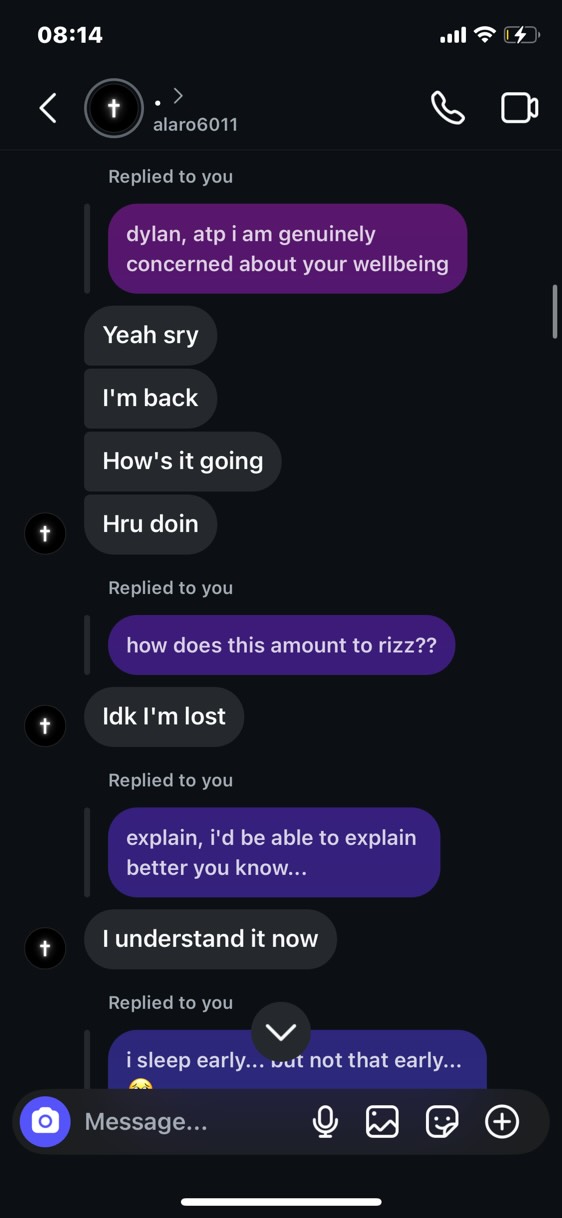 08:14
.
alaro6011
Replied to you
dylan, atp i am genuinely
concerned about your wellbeing
Yeah sry
I'm back
How's it going
Hru doin
Replied to you
how does this amount to rizz??
Idk I'm lost
Replied to you
explain, i'd be able to explain
better you know...
I understand it now
Replied to you
i sleep early... but not that early...
Message...